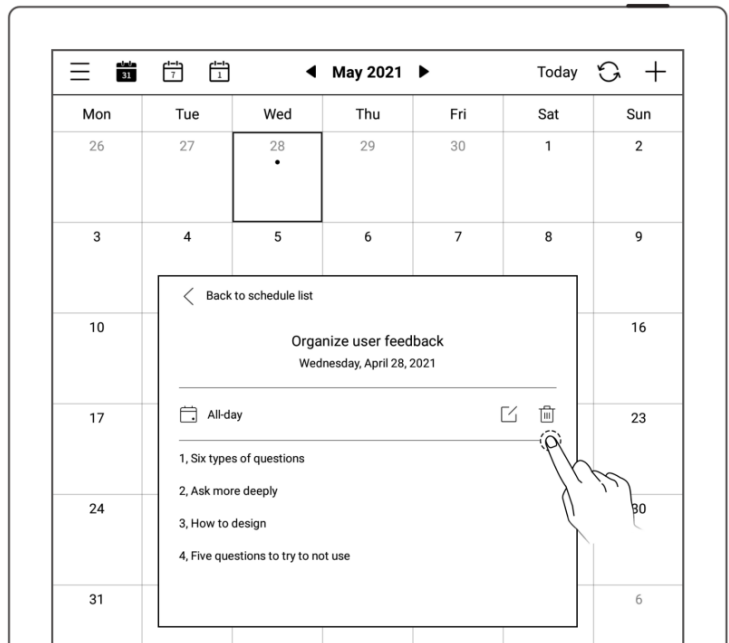 31 7 1 May 2021 Today
Mon Tue Wed Thu Fri Sat Sun
26 27 28 29 30 1 2
3 4 5 6 7 8 9
Back to schedule list
10 16
Organize user feedback
Wednesday, April 28, 2021
All-day
17 23
1, Six types of questions
2, Ask more deeply
24 30
3, How to design
4, Five questions to try to not use
31 6